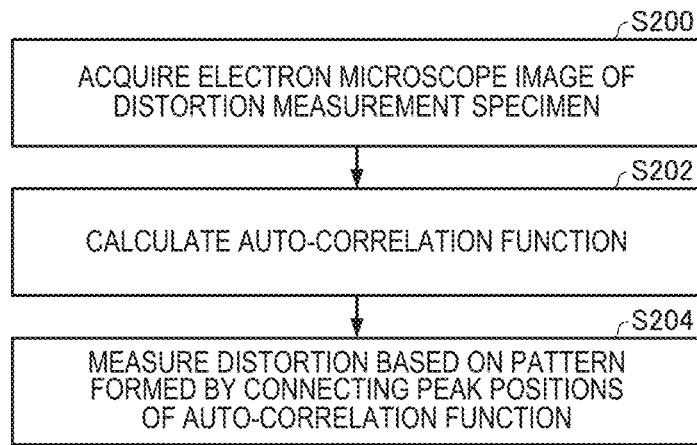 S200
ACQUIRE ELECTRON MICROSCOPE IMAGE OF
DISTORTION MEASUREMENT SPECIMEN
S202
CALCULATE AUTO-CORRELATION FUNCTION
S204
MEASURE DISTORTION BASED ON PATTERN
FORMED BY CONNECTING PEAK POSITIONS
OF AUTO-CORRELATION FUNCTION